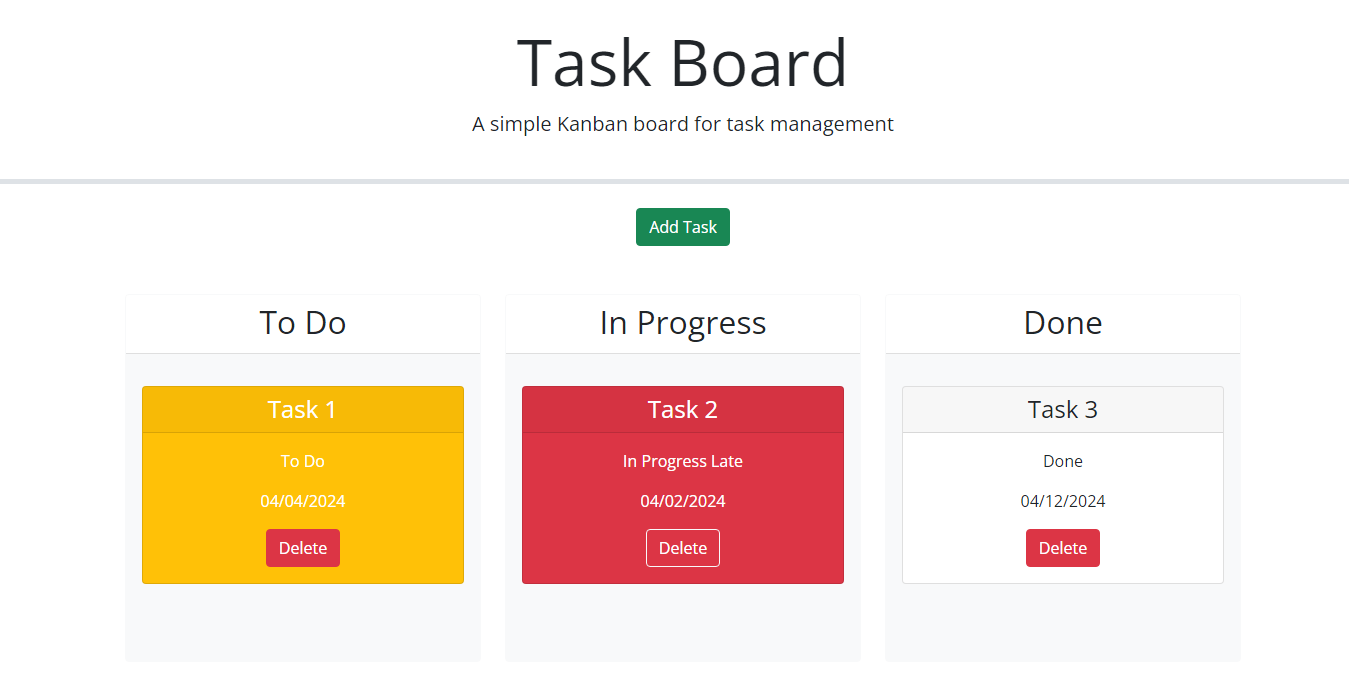 Task Board
A simple Kanban board for task management
Add Task
To Do
Task 1
To Do
04/04/2024
Delete
In Progress
Task 2
In Progress Late
04/02/2024
Delete
Done
Task 3
Done
04/12/2024
Delete